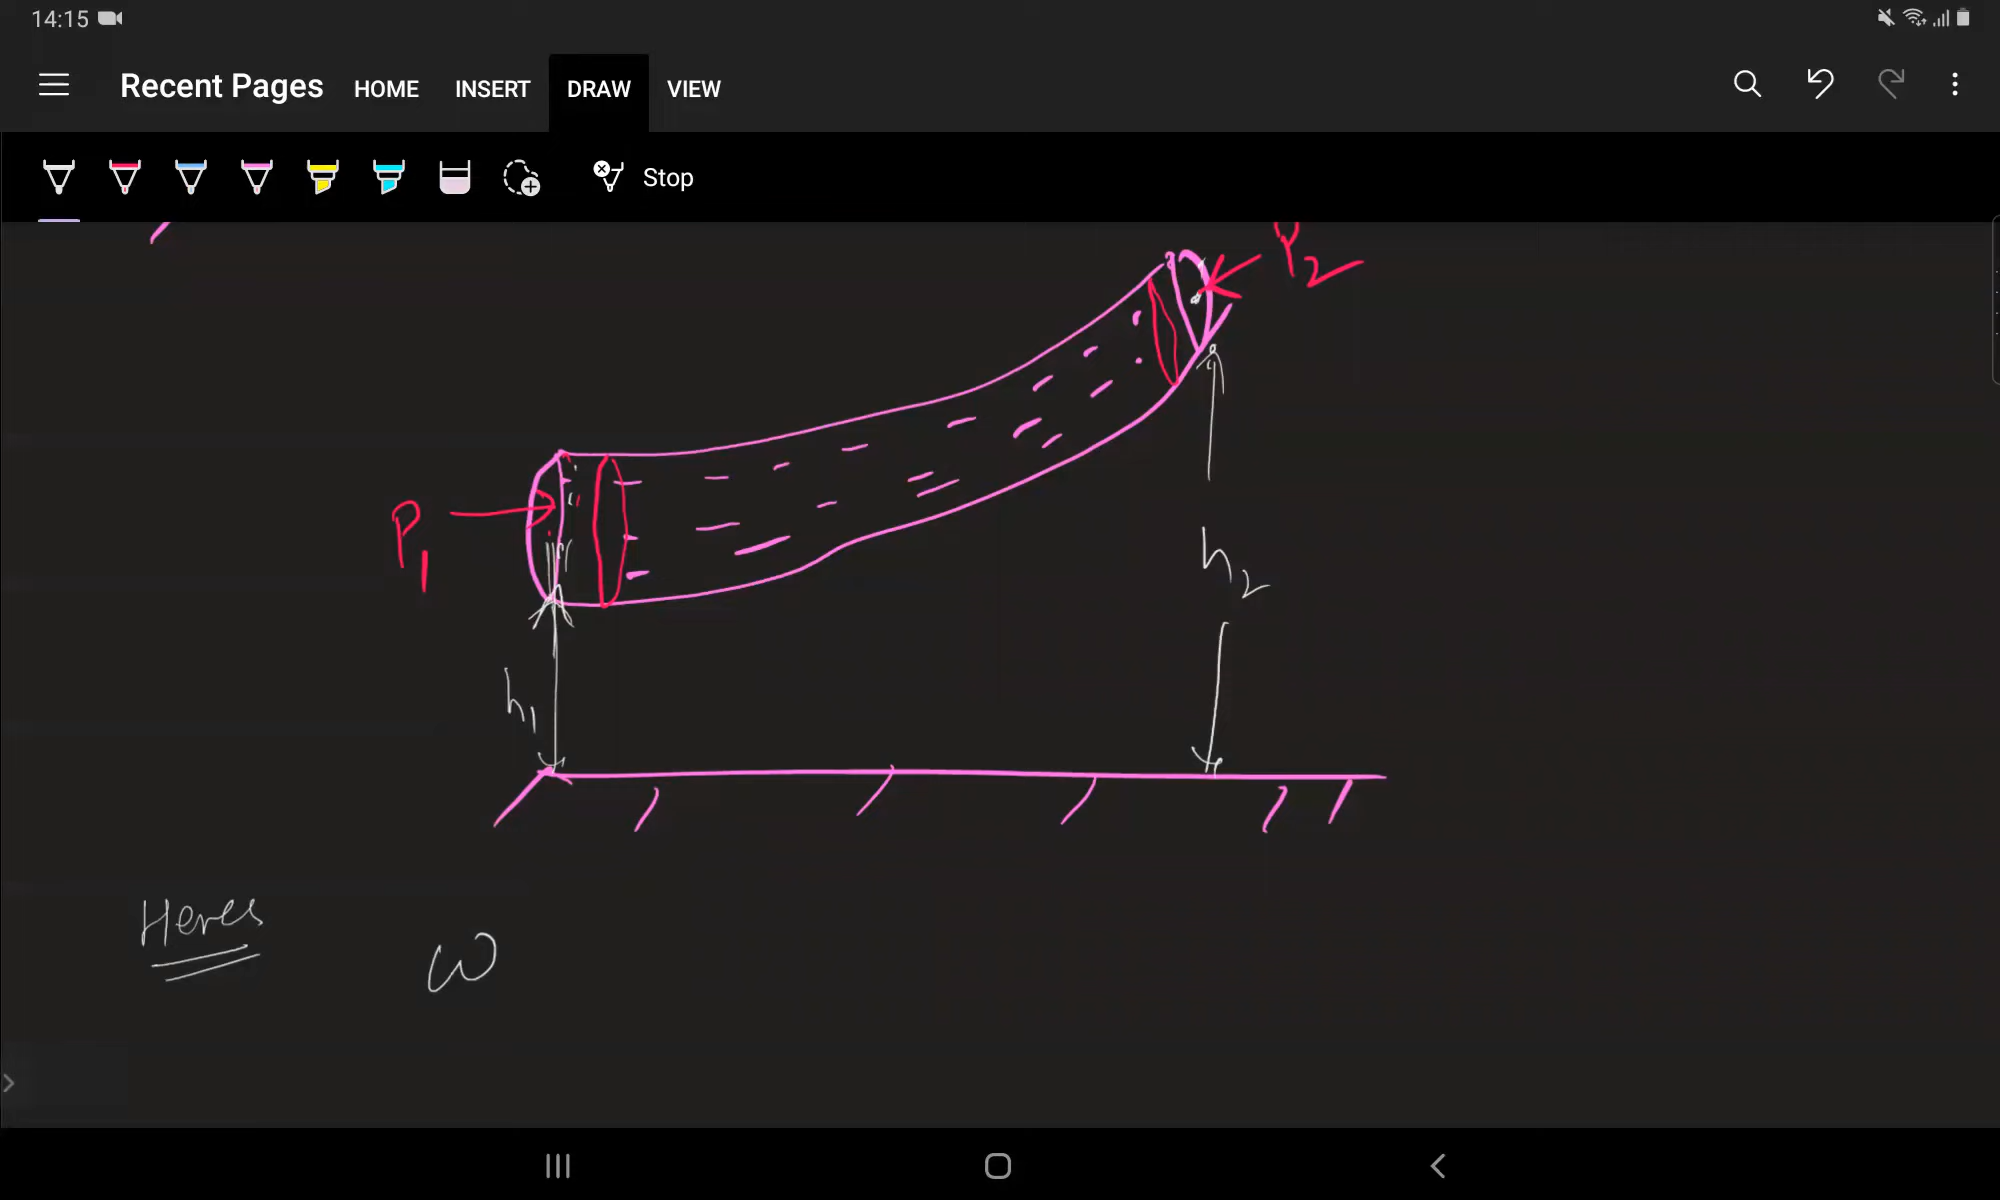 14:15
Recent Pages HOME INSERT DRAW VIEW
Stop
P2
P1
h2
h1
Heres
ω